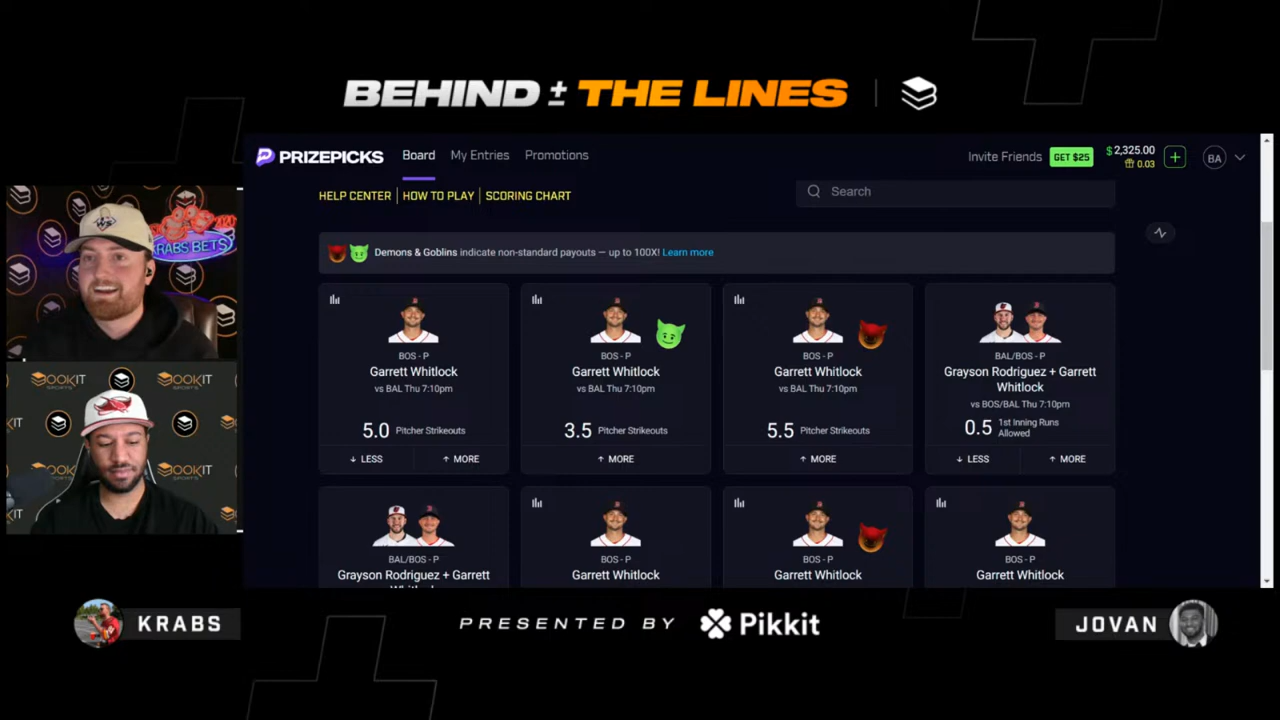 BEHIND ± THE LINES
PRIZEPICKS Board My Entries Promotions
Invite Friends GET $25 $2,325.00 0.03 + BA
HELP CENTER HOW TO PLAY SCORING CHART
Search
Demons & Goblins indicate non-standard payouts — up to 100X! Learn more
BOS - P
Garrett Whitlock
vs BAL Thu 7:10pm
5.0 Pitcher Strikeouts
↓ LESS ↑ MORE
BOS - P
Garrett Whitlock
vs BAL Thu 7:10pm
3.5 Pitcher Strikeouts
↑ MORE
BOS - P
Garrett Whitlock
vs BAL Thu 7:10pm
5.5 Pitcher Strikeouts
↑ MORE
BAL/BOS - P
Grayson Rodriguez + Garrett
Whitlock
vs BOS/BAL Thu 7:10pm
0.5 1st Inning Runs
Allowed
↓ LESS ↑ MORE
BAL/BOS - P
Grayson Rodriguez + Garrett
Whitlock
BOS - P
Garrett Whitlock
BOS - P
Garrett Whitlock
BOS - P
Garrett Whitlock
KRABS BETS
BOOKIT
SPORTS
KRABS
PRESENTED BY Pikkit
JOVAN